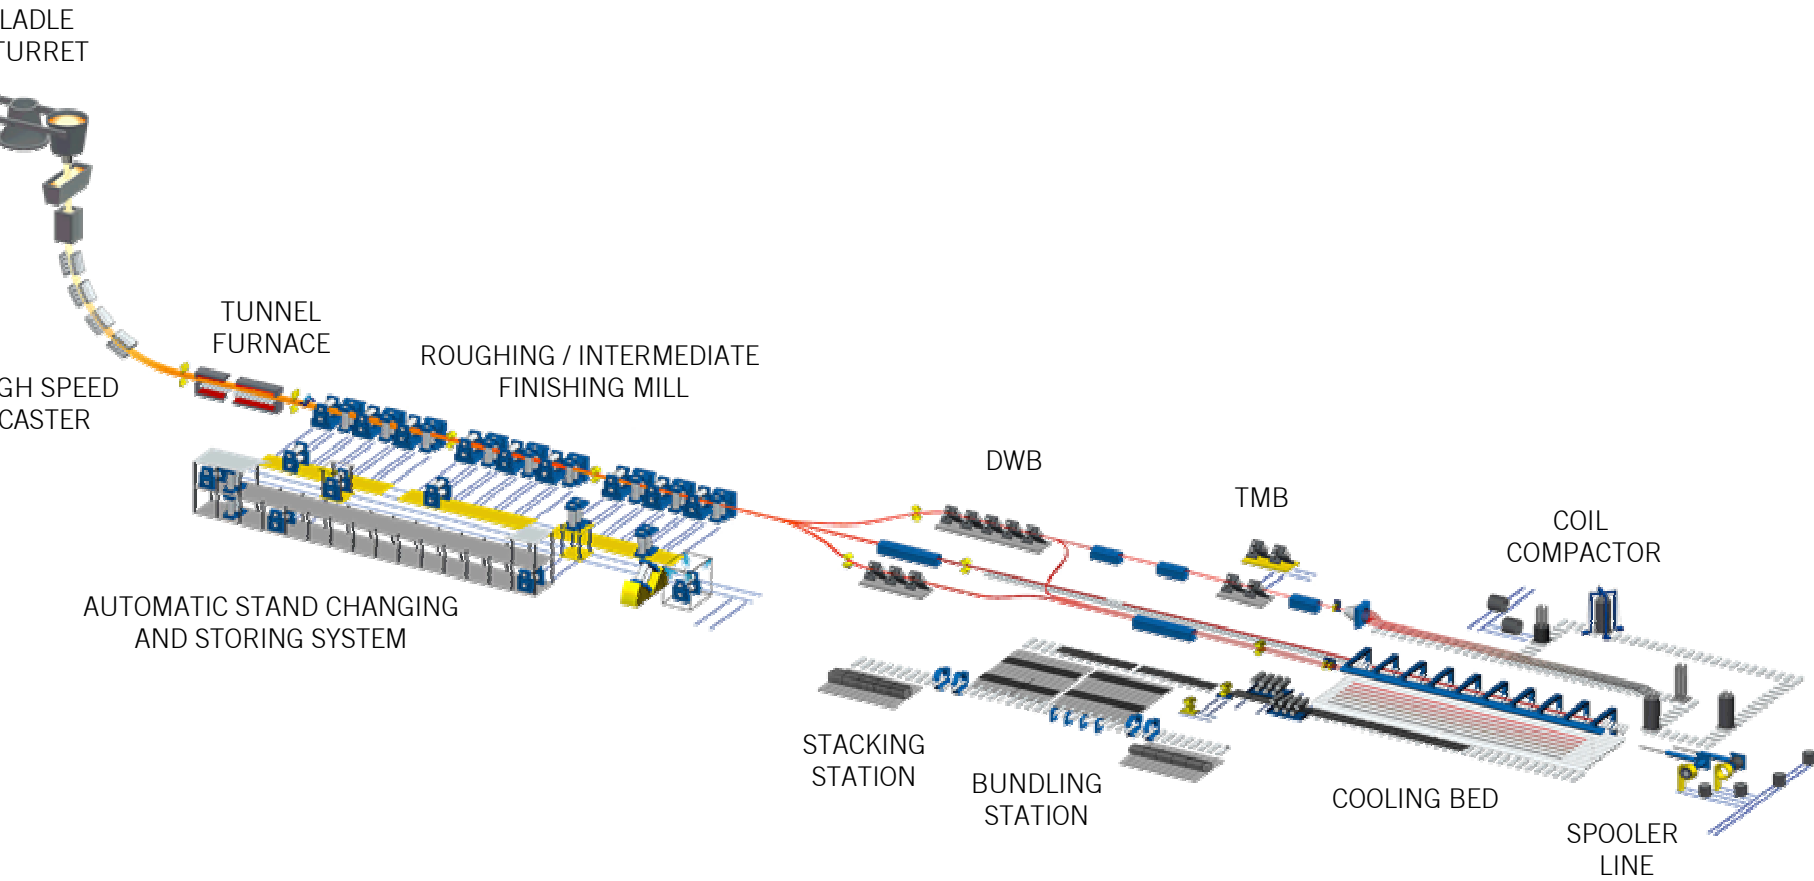 LADLE
TURRET
TUNNEL
FURNACE
ROUGHING / INTERMEDIATE
FINISHING MILL
GH SPEED
CASTER
DWB
TMB
COIL
COMPACTOR
AUTOMATIC STAND CHANGING
AND STORING SYSTEM
STACKING
STATION
BUNDLING
STATION
COOLING BED
SPOOLER
LINE